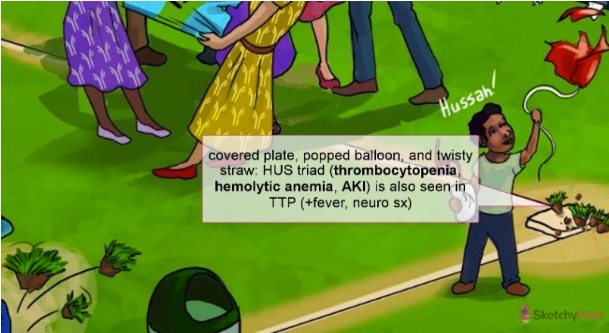 Hussah!
covered plate, popped balloon, and twisty
straw: HUS triad (thrombocytopenia,
hemolytic anemia, AKI) is also seen in
TTP (+fever, neuro sx)
SketchyPath